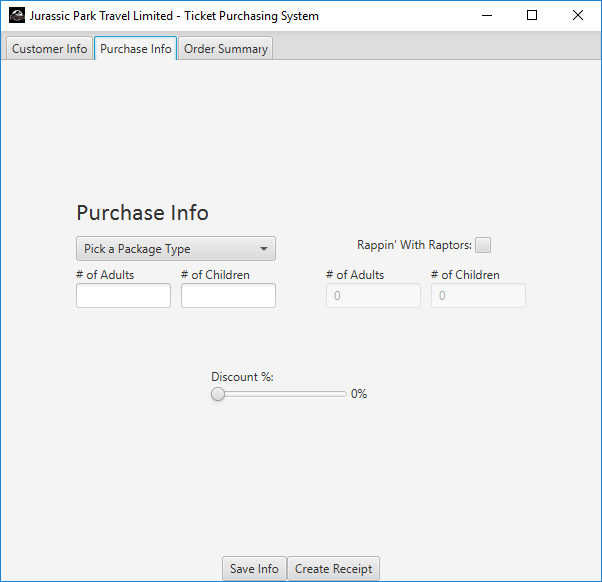 Jurassic Park Travel Limited - Ticket Purchasing System
Customer Info Purchase Info Order Summary
Purchase Info
Pick a Package Type Rappin' With Raptors:
# of Adults # of Children # of Adults # of Children
0 0
Discount %:
0%
Save Info Create Receipt